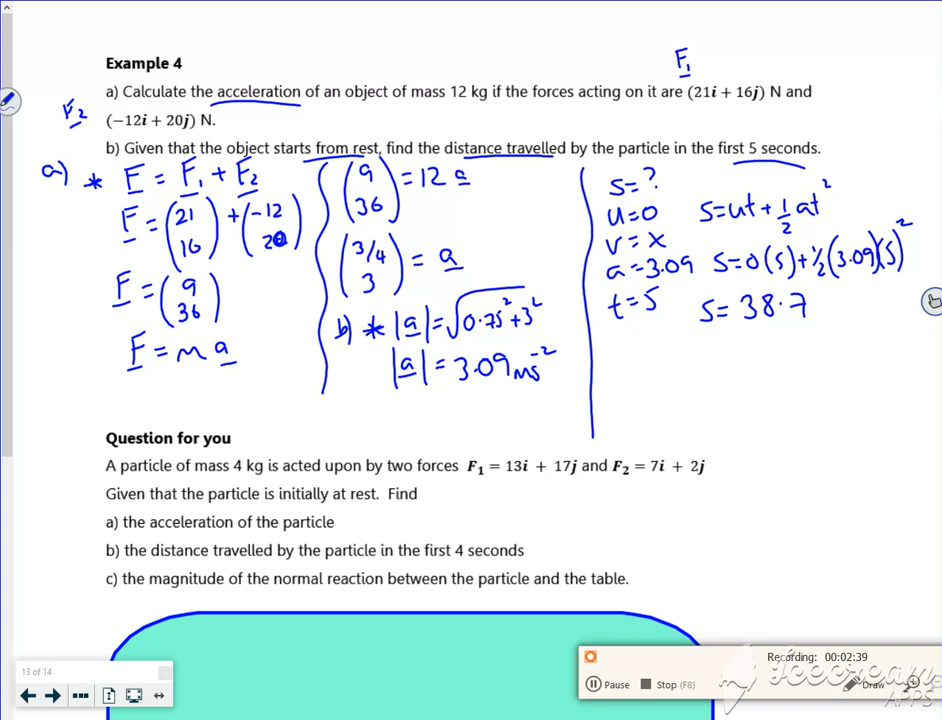 Example 4
F₁
a) Calculate the acceleration of an object of mass 12 kg if the forces acting on it are (21i + 16j) N and
F₂
(−12i + 20j) N.
b) Given that the object starts from rest, find the distance travelled by the particle in the first 5 seconds.
a) * F = F₁ + F₂
F = (21 16) + (-12 20)
F = (9 36)
F = m a
(9 36) = 12 a
(3/4 3) = a
b) * |a| = √0.75² + 3²
|a| = 3.09 ms⁻²
s = ?
u = 0
v = x
a = 3.09
t = 5
s = ut + 1/2 at²
s = 0(5) + 1/2(3.09)(5)²
s = 38.7
Question for you
A particle of mass 4 kg is acted upon by two forces F₁ = 13i + 17j and F₂ = 7i + 2j
Given that the particle is initially at rest. Find
a) the acceleration of the particle
b) the distance travelled by the particle in the first 4 seconds
c) the magnitude of the normal reaction between the particle and the table.
13 of 14
Recording: 00:02:39
Pause Stop (F8) Draw
Icecream
APPS